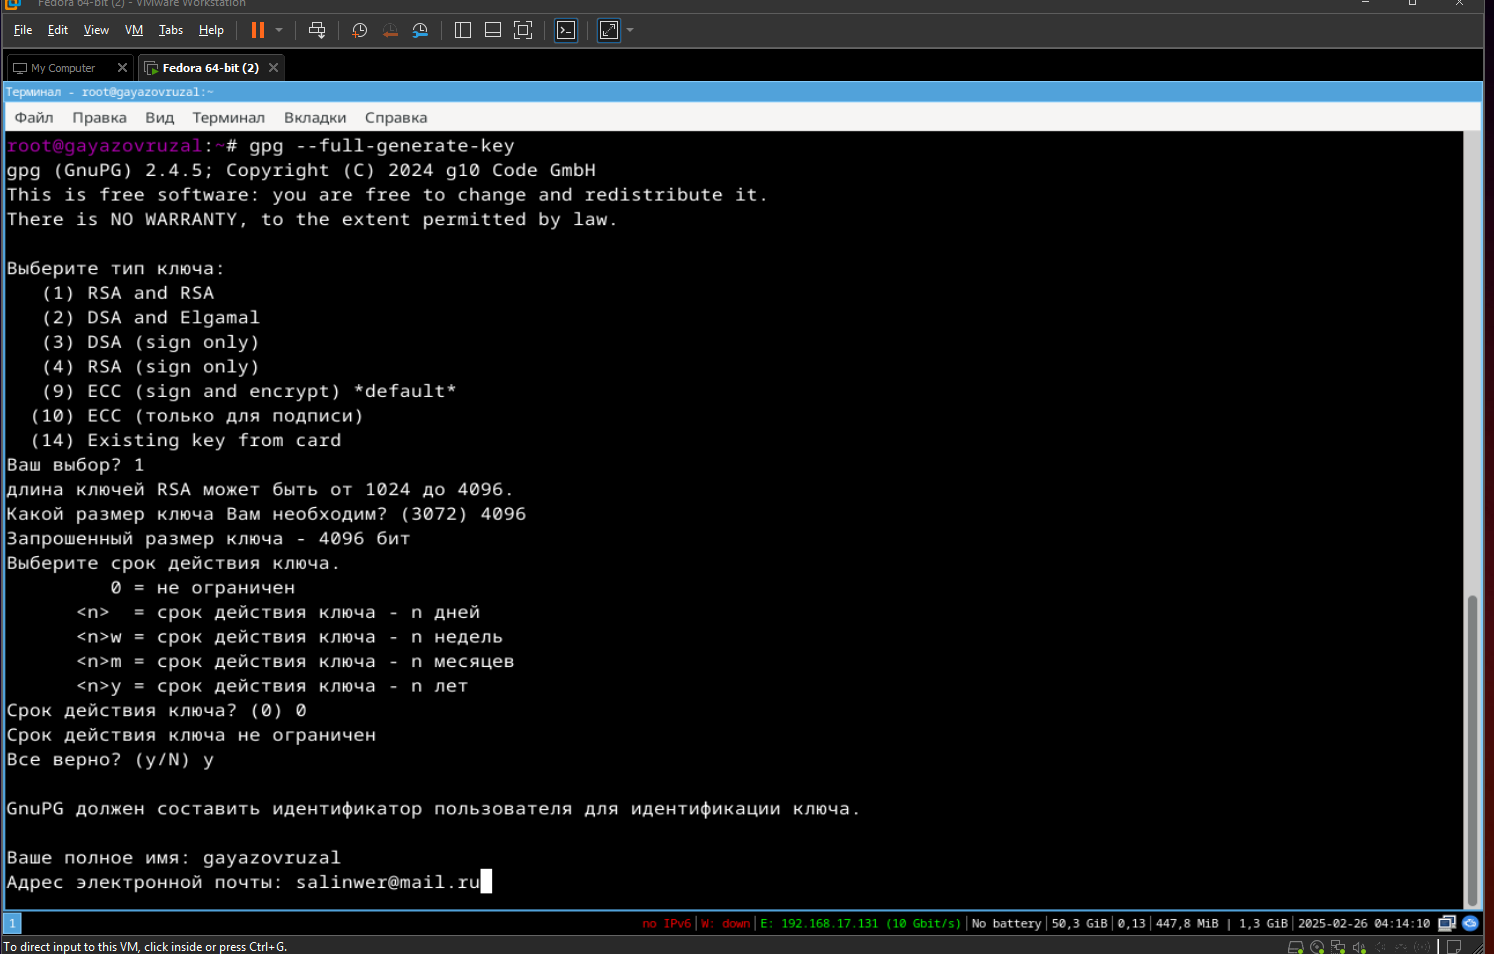 Fedora 64-bit (2) - VMware Workstation
File Edit View VM Tabs Help
My Computer Fedora 64-bit (2)
Терминал - root@gayazovruzal:~
Файл Правка Вид Терминал Вкладки Справка
root@gayazovruzal:~# gpg --full-generate-key
gpg (GnuPG) 2.4.5; Copyright (C) 2024 g10 Code GmbH
This is free software: you are free to change and redistribute it.
There is NO WARRANTY, to the extent permitted by law.
Выберите тип ключа:
(1) RSA and RSA
(2) DSA and Elgamal
(3) DSA (sign only)
(4) RSA (sign only)
(9) ECC (sign and encrypt) *default*
(10) ECC (только для подписи)
(14) Existing key from card
Ваш выбор? 1
длина ключей RSA может быть от 1024 до 4096.
Какой размер ключа Вам необходим? (3072) 4096
Запрошенный размер ключа - 4096 бит
Выберите срок действия ключа.
0 = не ограничен
<n> = срок действия ключа - n дней
<n>w = срок действия ключа - n недель
<n>m = срок действия ключа - n месяцев
<n>y = срок действия ключа - n лет
Срок действия ключа? (0) 0
Срок действия ключа не ограничен
Все верно? (y/N) y
GnuPG должен составить идентификатор пользователя для идентификации ключа.
Ваше полное имя: gayazovruzal
Адрес электронной почты: salinwer@mail.ru
1 no IPv6 | W: down | E: 192.168.17.131 (10 Gbit/s) | No battery | 50,3 GiB | 0,13 | 447,8 MiB | 1,3 GiB | 2025-02-26 04:14:10
To direct input to this VM, click inside or press Ctrl+G.